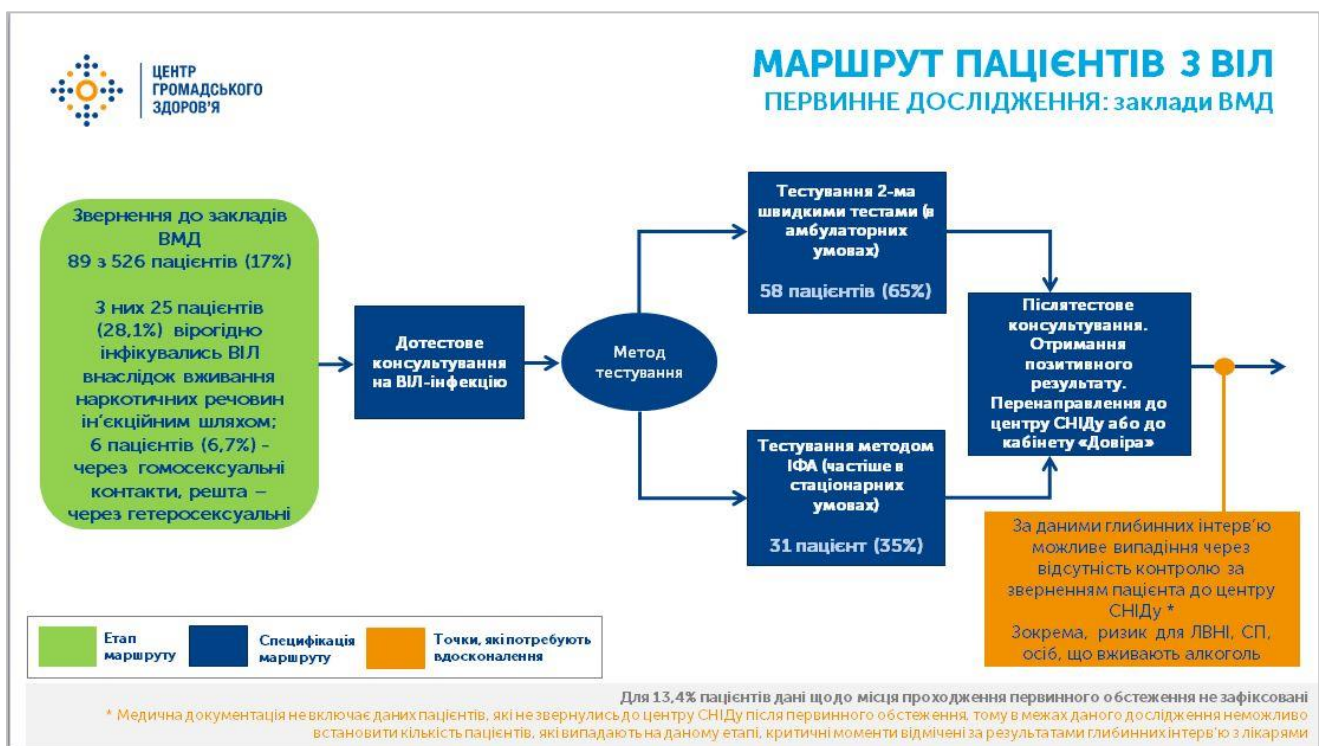 ЦЕНТР
ГРОМАДСЬКОГО
ЗДОРОВ'Я
МАРШРУТ ПАЦІЄНТІВ З ВІЛ
ПЕРВИННЕ ДОСЛІДЖЕННЯ: заклади ВМД
Звернення до закладів
ВМД
89 з 526 пацієнтів (17%)
З них 25 пацієнтів
(28,1%) вірогідно
інфікувались ВІЛ
внаслідок вживання
наркотичних речовин
ін'єкційним шляхом;
6 пацієнтів (6,7%) -
через гомосексуальні
контакти, решта –
через гетеросексуальні
Дотестове
консультування
на ВІЛ-інфекцію
Метод
тестування
Тестування 2-ма
швидкими тестами (в
амбулаторних
умовах)
58 пацієнтів (65%)
Тестування методом
ІФА (частіше в
стаціонарних
умовах)
31 пацієнт (35%)
Післятестове
консультування.
Отримання
позитивного
результату.
Перенаправлення до
центру СНІДу або до
кабінету «Довіра»
За даними глибинних інтерв'ю
можливе випадіння через
відсутність контролю за
зверненням пацієнта до центру
СНІДу *
Зокрема, ризик для ЛВНІ, СП,
осіб, що вживають алкоголь
Етап
маршруту
Специфікація
маршруту
Точки, які потребують
вдосконалення
Для 13,4% пацієнтів дані щодо місця проходження первинного обстеження не зафіксовані
* Медична документація не включає даних пацієнтів, які не звернулись до центру СНІДу після первинного обстеження, тому в межах даного дослідження неможливо
встановити кількість пацієнтів, які випадають на даному етапі, критичні моменти відмічені за результатами глибинних інтерв'ю з лікарями